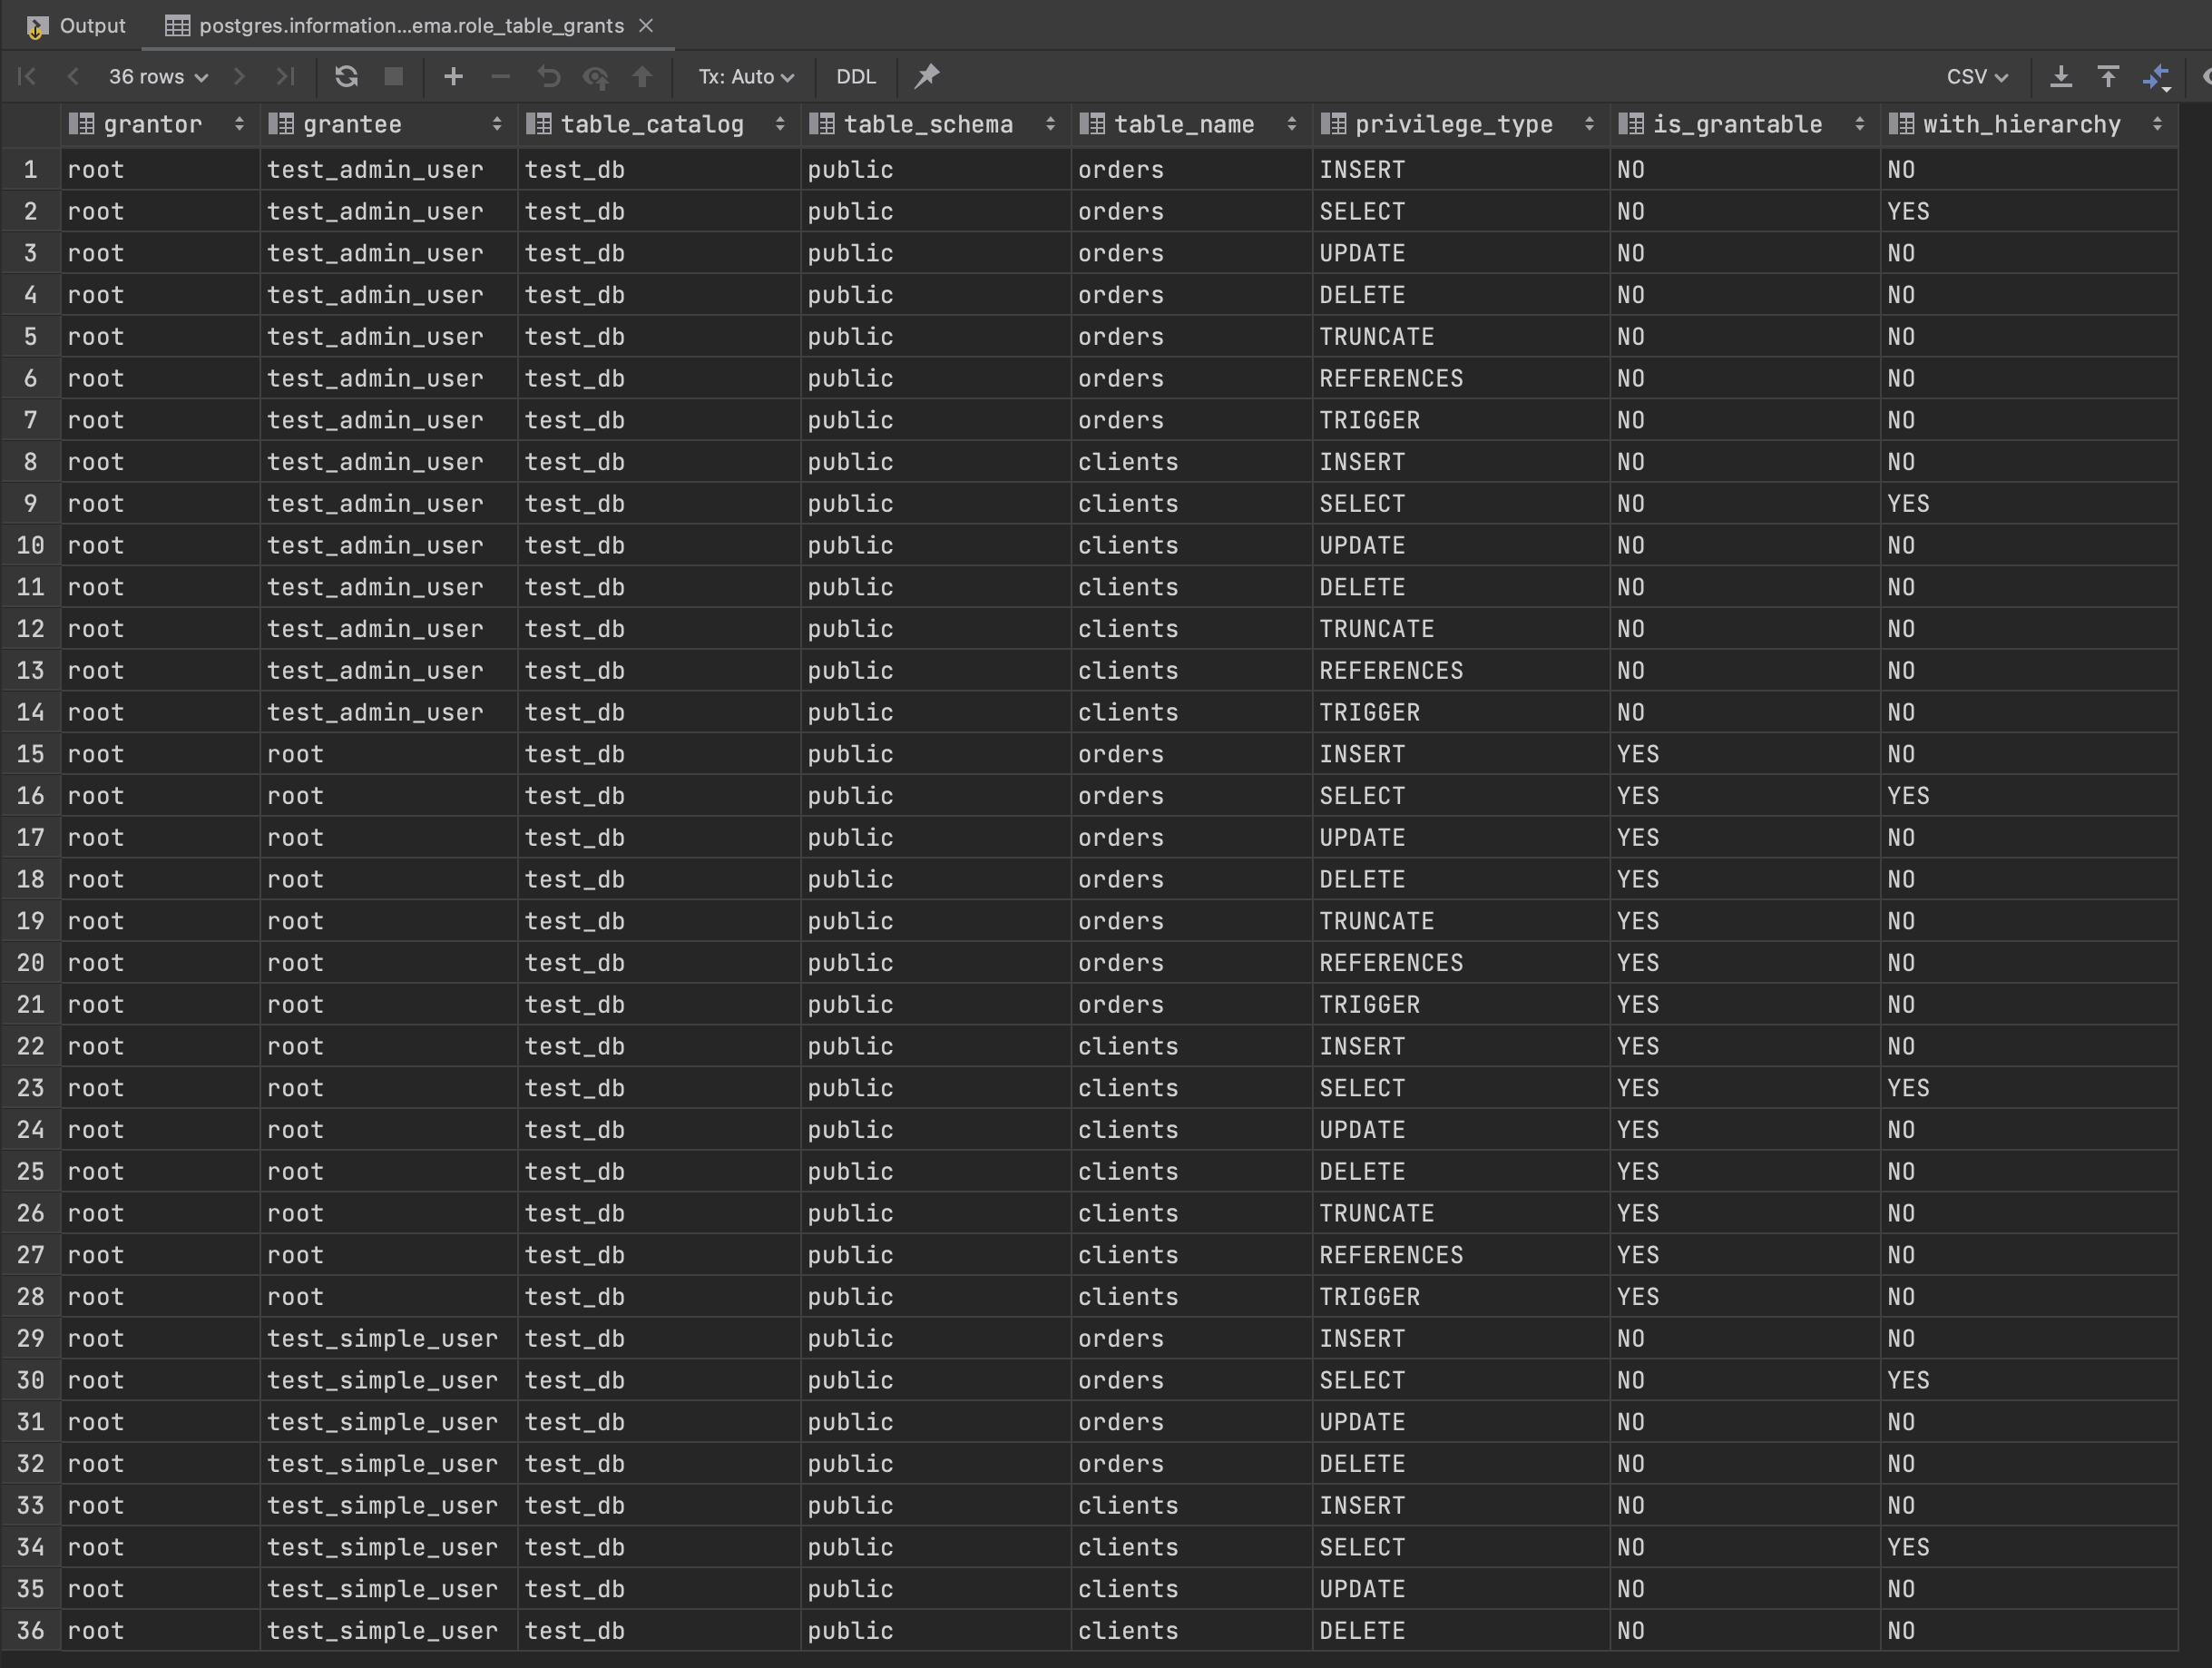 Output postgres.information...ema.role_table_grants
36 rows Tx: Auto DDL CSV
grantor grantee table_catalog table_schema table_name privilege_type is_grantable with_hierarchy
1 root test_admin_user test_db public orders INSERT NO NO
2 root test_admin_user test_db public orders SELECT NO YES
3 root test_admin_user test_db public orders UPDATE NO NO
4 root test_admin_user test_db public orders DELETE NO NO
5 root test_admin_user test_db public orders TRUNCATE NO NO
6 root test_admin_user test_db public orders REFERENCES NO NO
7 root test_admin_user test_db public orders TRIGGER NO NO
8 root test_admin_user test_db public clients INSERT NO NO
9 root test_admin_user test_db public clients SELECT NO YES
10 root test_admin_user test_db public clients UPDATE NO NO
11 root test_admin_user test_db public clients DELETE NO NO
12 root test_admin_user test_db public clients TRUNCATE NO NO
13 root test_admin_user test_db public clients REFERENCES NO NO
14 root test_admin_user test_db public clients TRIGGER NO NO
15 root root test_db public orders INSERT YES NO
16 root root test_db public orders SELECT YES YES
17 root root test_db public orders UPDATE YES NO
18 root root test_db public orders DELETE YES NO
19 root root test_db public orders TRUNCATE YES NO
20 root root test_db public orders REFERENCES YES NO
21 root root test_db public orders TRIGGER YES NO
22 root root test_db public clients INSERT YES NO
23 root root test_db public clients SELECT YES YES
24 root root test_db public clients UPDATE YES NO
25 root root test_db public clients DELETE YES NO
26 root root test_db public clients TRUNCATE YES NO
27 root root test_db public clients REFERENCES YES NO
28 root root test_db public clients TRIGGER YES NO
29 root test_simple_user test_db public orders INSERT NO NO
30 root test_simple_user test_db public orders SELECT NO YES
31 root test_simple_user test_db public orders UPDATE NO NO
32 root test_simple_user test_db public orders DELETE NO NO
33 root test_simple_user test_db public clients INSERT NO NO
34 root test_simple_user test_db public clients SELECT NO YES
35 root test_simple_user test_db public clients UPDATE NO NO
36 root test_simple_user test_db public clients DELETE NO NO